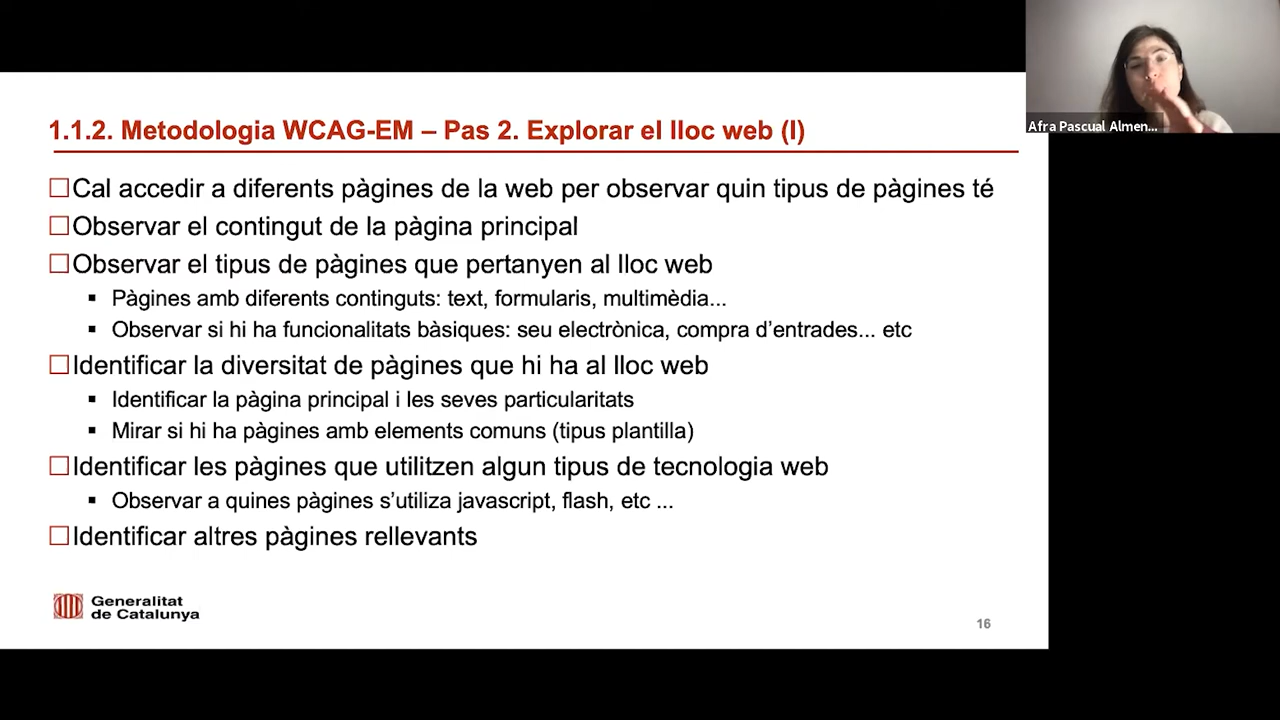 1.1.2. Metodologia WCAG-EM – Pas 2. Explorar el lloc web (I)
Afra Pascual Almen...
Cal accedir a diferents pàgines de la web per observar quin tipus de pàgines té
Observar el contingut de la pàgina principal
Observar el tipus de pàgines que pertanyen al lloc web
Pàgines amb diferents continguts: text, formularis, multimèdia...
Observar si hi ha funcionalitats bàsiques: seu electrònica, compra d’entrades... etc
Identificar la diversitat de pàgines que hi ha al lloc web
Identificar la pàgina principal i les seves particularitats
Mirar si hi ha pàgines amb elements comuns (tipus plantilla)
Identificar les pàgines que utilitzen algun tipus de tecnologia web
Observar a quines pàgines s’utiliza javascript, flash, etc ...
Identificar altres pàgines rellevants
Generalitat
de Catalunya
16